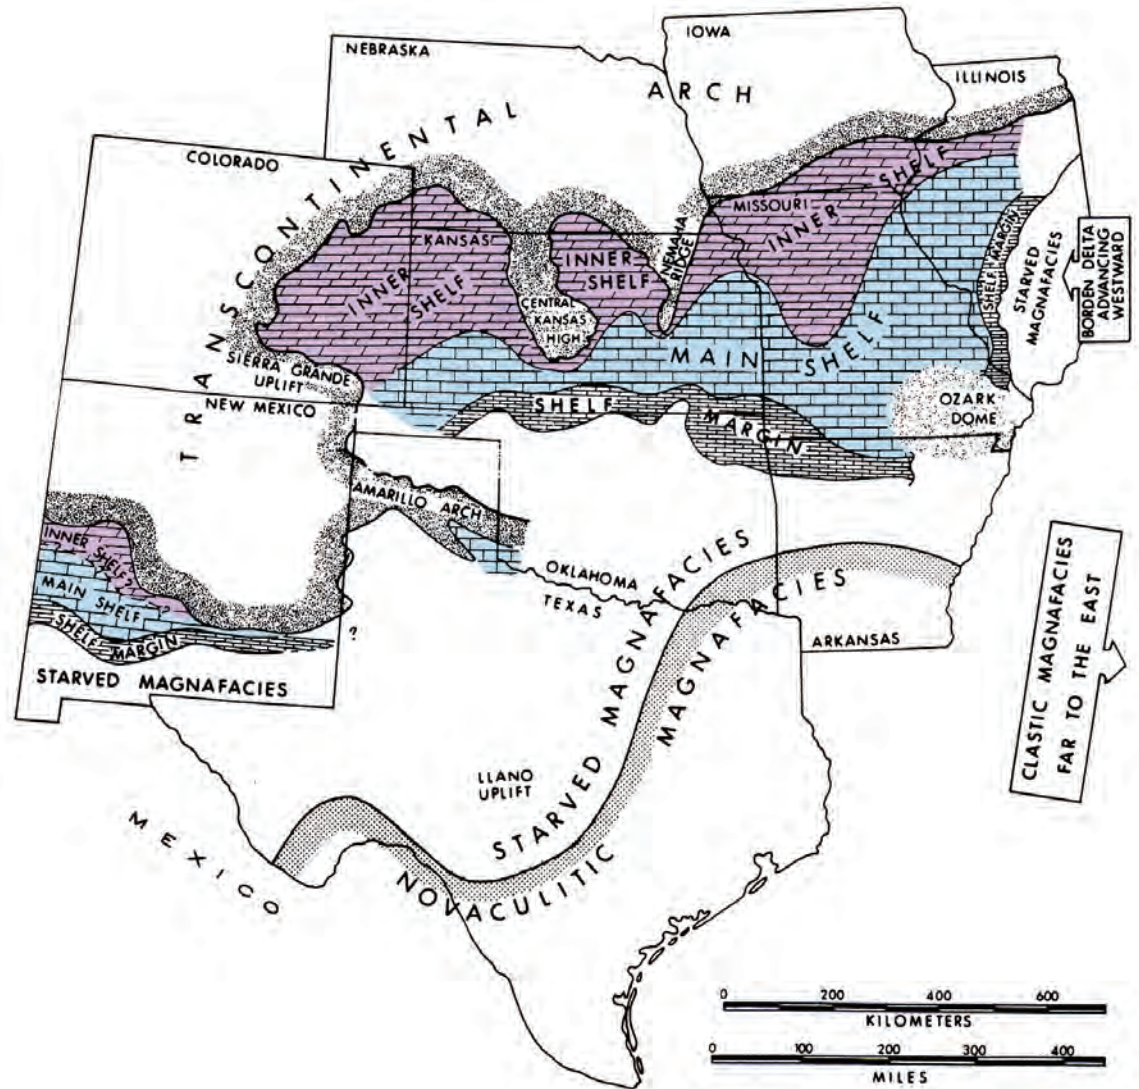 IOWA
NEBRASKA
ARCH
ILLINOIS
TRANSCONTINENTAL
COLORADO
SHELF
MISSOURI
INNER
KANSAS
INNER
SHELF
INNER
SHELF
NEMAHA
RIDGE
CENTRAL
KANSAS
HIGH
SHELF MARGIN
STARVED
MAGNAFACIES
BORDEN DELTA
ADVANCING
WESTWARD
MAIN
SHELF
SIERRA GRANDE
UPLIFT
NEW MEXICO
SHELF
MARGIN
OZARK
DOME
AMARILLO ARCH
INNER SHELF?
?
MAIN SHELF
SHELF MARGIN
?
STARVED MAGNAFACIES
OKLAHOMA
TEXAS
ARKANSAS
STARVED MAGNAFACIES
NOVACULITIC MAGNAFACIES
CLASTIC MAGNAFACIES
FAR TO THE EAST
LLANO
UPLIFT
MEXICO
0 200 400 600
KILOMETERS
0 100 200 300 400
MILES